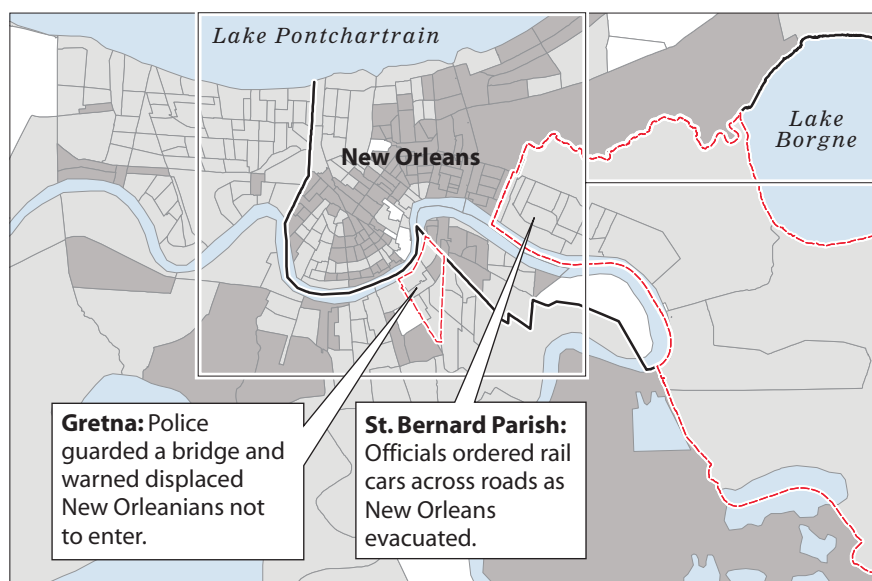 Lake Pontchartrain
Lake
Borgne
New Orleans
Gretna: Police
guarded a bridge and
warned displaced
New Orleanians not
to enter.
St. Bernard Parish:
Officials ordered rail
cars across roads as
New Orleans
evacuated.